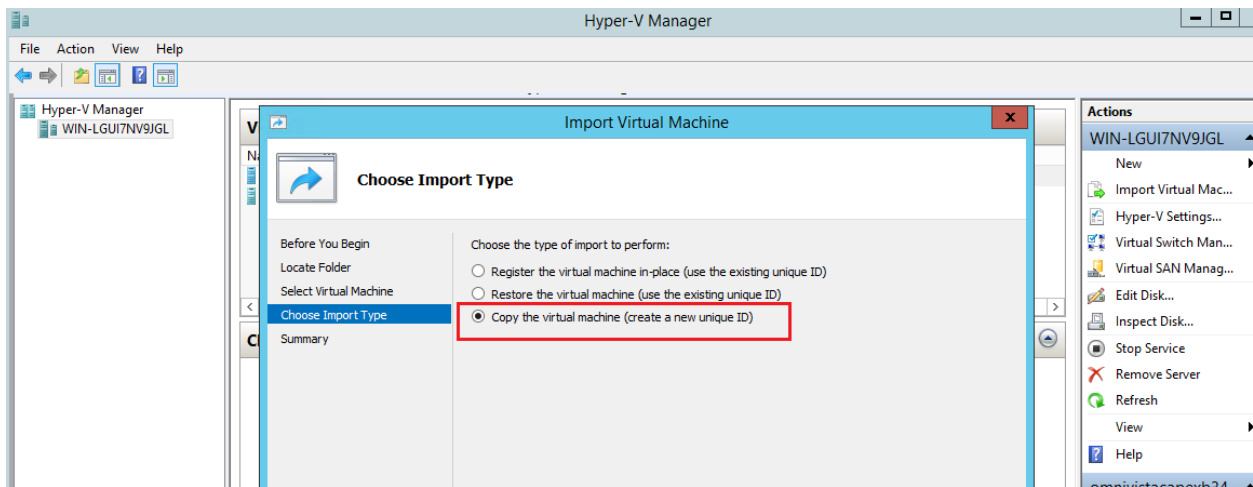 Hyper-V Manager
File Action View Help
Hyper-V Manager
WIN-LGUI7NV9JGL
Import Virtual Machine
x
Choose Import Type
Before You Begin
Locate Folder
Select Virtual Machine
Choose Import Type
Summary
Choose the type of import to perform:
Register the virtual machine in-place (use the existing unique ID)
Restore the virtual machine (use the existing unique ID)
Copy the virtual machine (create a new unique ID)
Actions
WIN-LGUI7NV9JGL
New
Import Virtual Mac...
Hyper-V Settings...
Virtual Switch Man...
Virtual SAN Manag...
Edit Disk...
Inspect Disk...
Stop Service
Remove Server
Refresh
View
Help